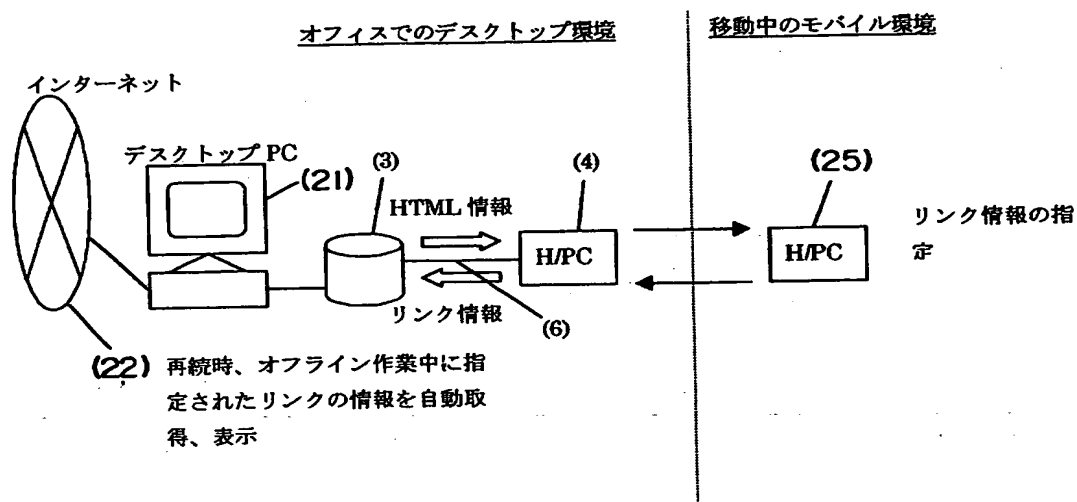 オフィスでのデスクトップ環境
移動中のモバイル環境
インターネット
デスクトップ PC
(21)
(3)
(4)
(25)
HTML 情報
H/PC
H/PC
リンク情報の指
定
リンク情報
(6)
(22)
再続時、オフライン作業中に指
定されたリンクの情報を自動取
得、表示